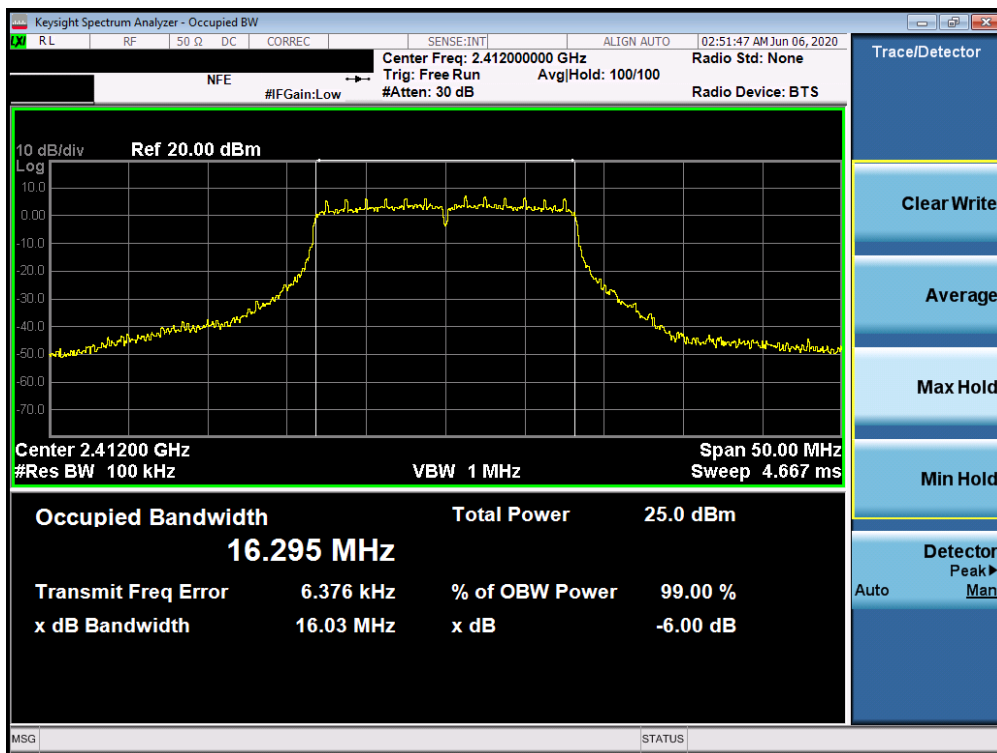 Keysight Spectrum Analyzer - Occupied BW
LXI RL RF 50 Ω DC CORREC SENSE:INT ALIGN AUTO 02:51:47 AM Jun 06, 2020
Center Freq: 2.412000000 GHz Radio Std: None
NFE Trig: Free Run Avg|Hold: 100/100
#IFGain:Low #Atten: 30 dB Radio Device: BTS
10 dB/div Ref 20.00 dBm
Log
10.0
0.00
-10.0
-20.0
-30.0
-40.0
-50.0
-60.0
-70.0
Center 2.41200 GHz Span 50.00 MHz
#Res BW 100 kHz VBW 1 MHz Sweep 4.667 ms
Occupied Bandwidth Total Power 25.0 dBm
16.295 MHz
Transmit Freq Error 6.376 kHz % of OBW Power 99.00 %
x dB Bandwidth 16.03 MHz x dB -6.00 dB
MSG STATUS
Trace/Detector
Clear Write
Average
Max Hold
Min Hold
Detector
Peak▶
Auto Man